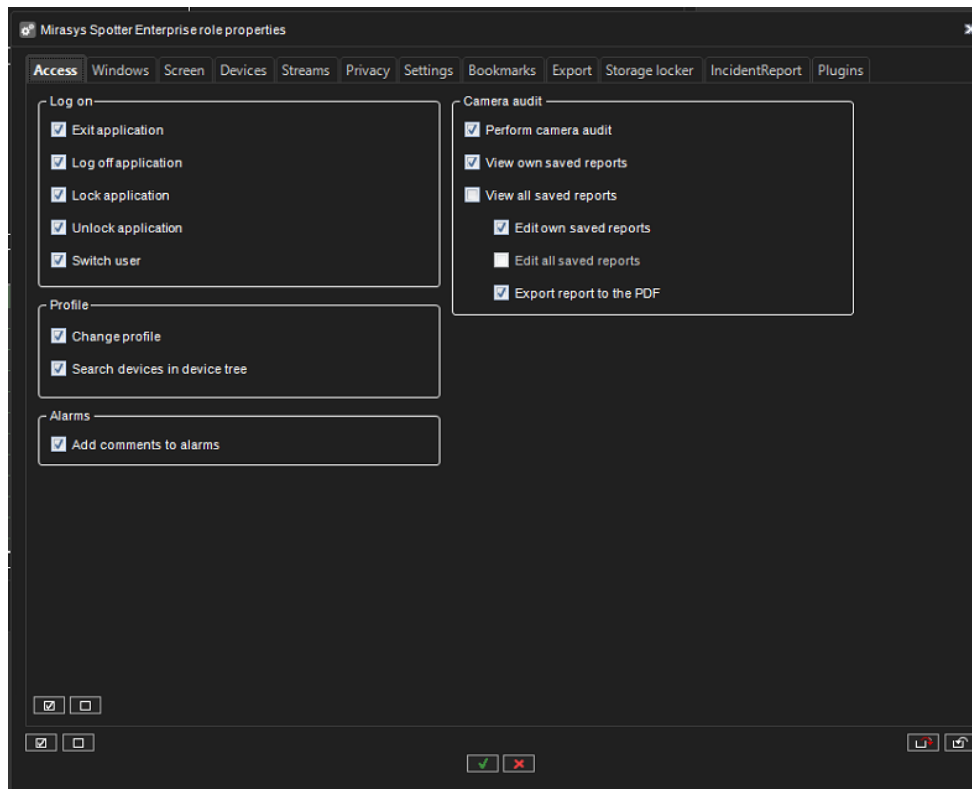 Mirasys Spotter Enterprise role properties
Access Windows Screen Devices Streams Privacy Settings Bookmarks Export Storage locker IncidentReport Plugins
Log on
Exit application
Log off application
Lock application
Unlock application
Switch user
Profile
Change profile
Search devices in device tree
Alarms
Add comments to alarms
Camera audit
Perform camera audit
View own saved reports
View all saved reports
Edit own saved reports
Edit all saved reports
Export report to the PDF